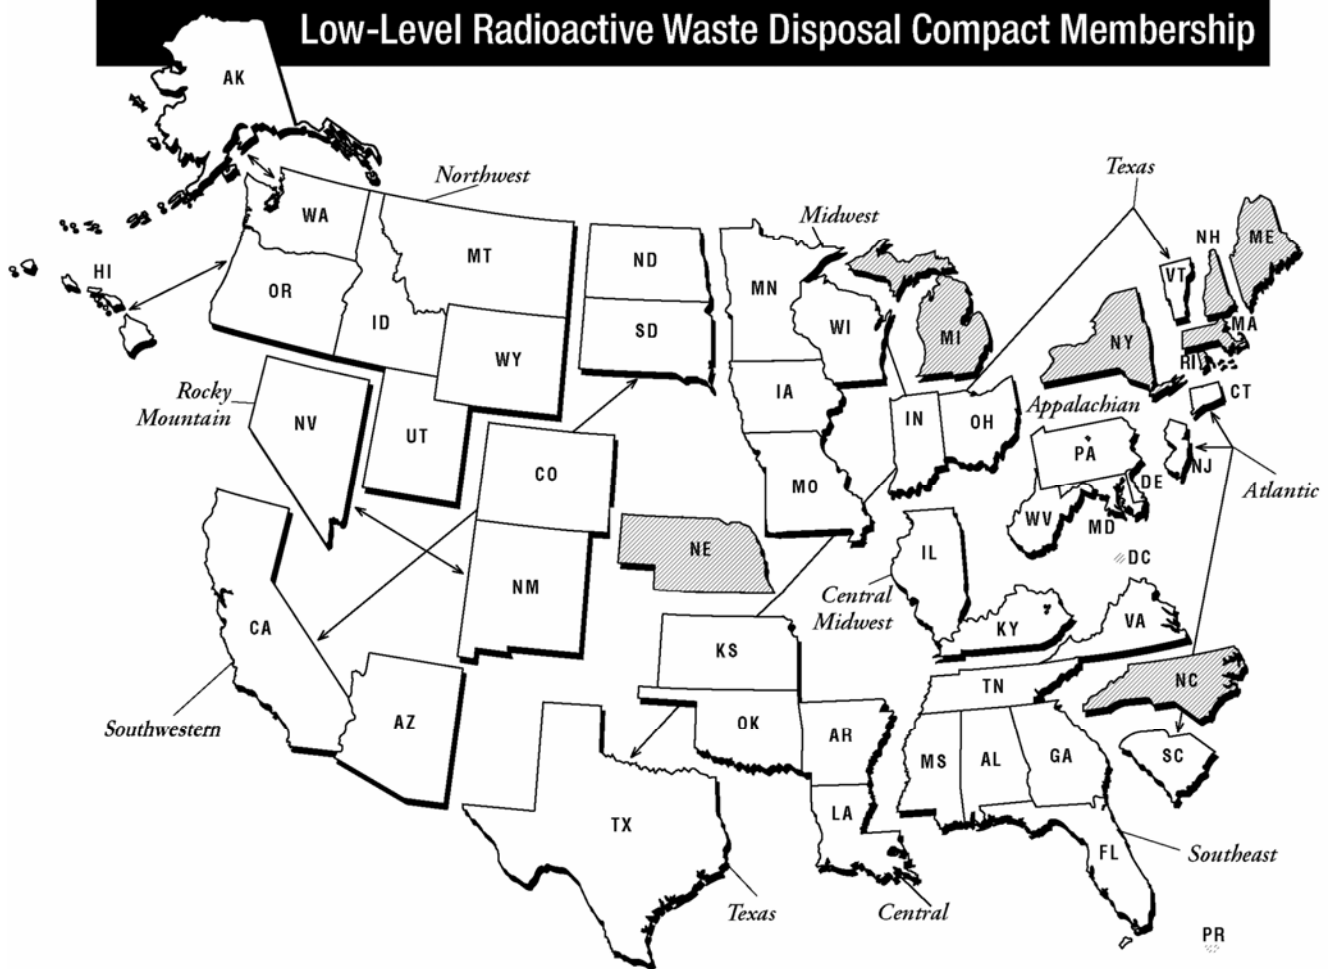 Low-Level Radioactive Waste Disposal Compact Membership
AK
Northwest
Texas
Midwest
WA
MT
ND
MN
HI
OR
ID
SD
WI
MI
NY
VT
NH
ME
MA
RI
CT
WY
Rocky
Mountain
NV
UT
CO
IA
IN
OH
Appalachian
PA
NJ
DE
Atlantic
MO
WV
MD
DC
NE
IL
Central
Midwest
NM
CA
KS
KY
VA
TN
NC
Southwestern
AZ
OK
AR
MS
AL
GA
SC
TX
LA
FL
Southeast
Texas
Central
PR